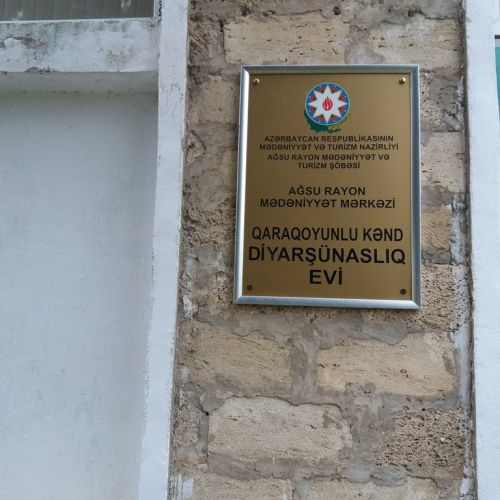 AZƏRBAYCAN RESPUBLİKASININ
MƏDƏNİYYƏT VƏ TURİZM NAZİRLİYİ
AĞSU RAYON MƏDƏNİYYƏT VƏ
TURİZM ŞÖBƏSİ
AĞSU RAYON
MƏDƏNİYYƏT MƏRKƏZİ
QARAQOYUNLU KƏND
DİYARŞÜNASLIQ
EVİ